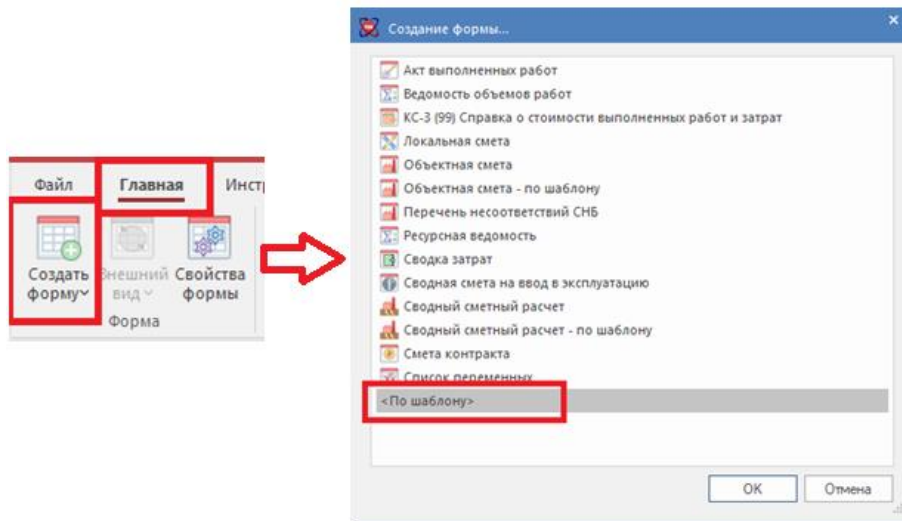 Файл Главная Инст
Создать форму
Внешний вид
Свойства формы
Форма
Создание формы...
Акт выполненных работ
Ведомость объемов работ
КС-3 (99) Справка о стоимости выполненных работ и затрат
Локальная смета
Объектная смета
Объектная смета - по шаблону
Перечень несоответствий СНБ
Ресурсная ведомость
Сводка затрат
Сводная смета на ввод в эксплуатацию
Сводный сметный расчет
Сводный сметный расчет - по шаблону
Смета контракта
Список переменных
<По шаблону>
OK Отмена